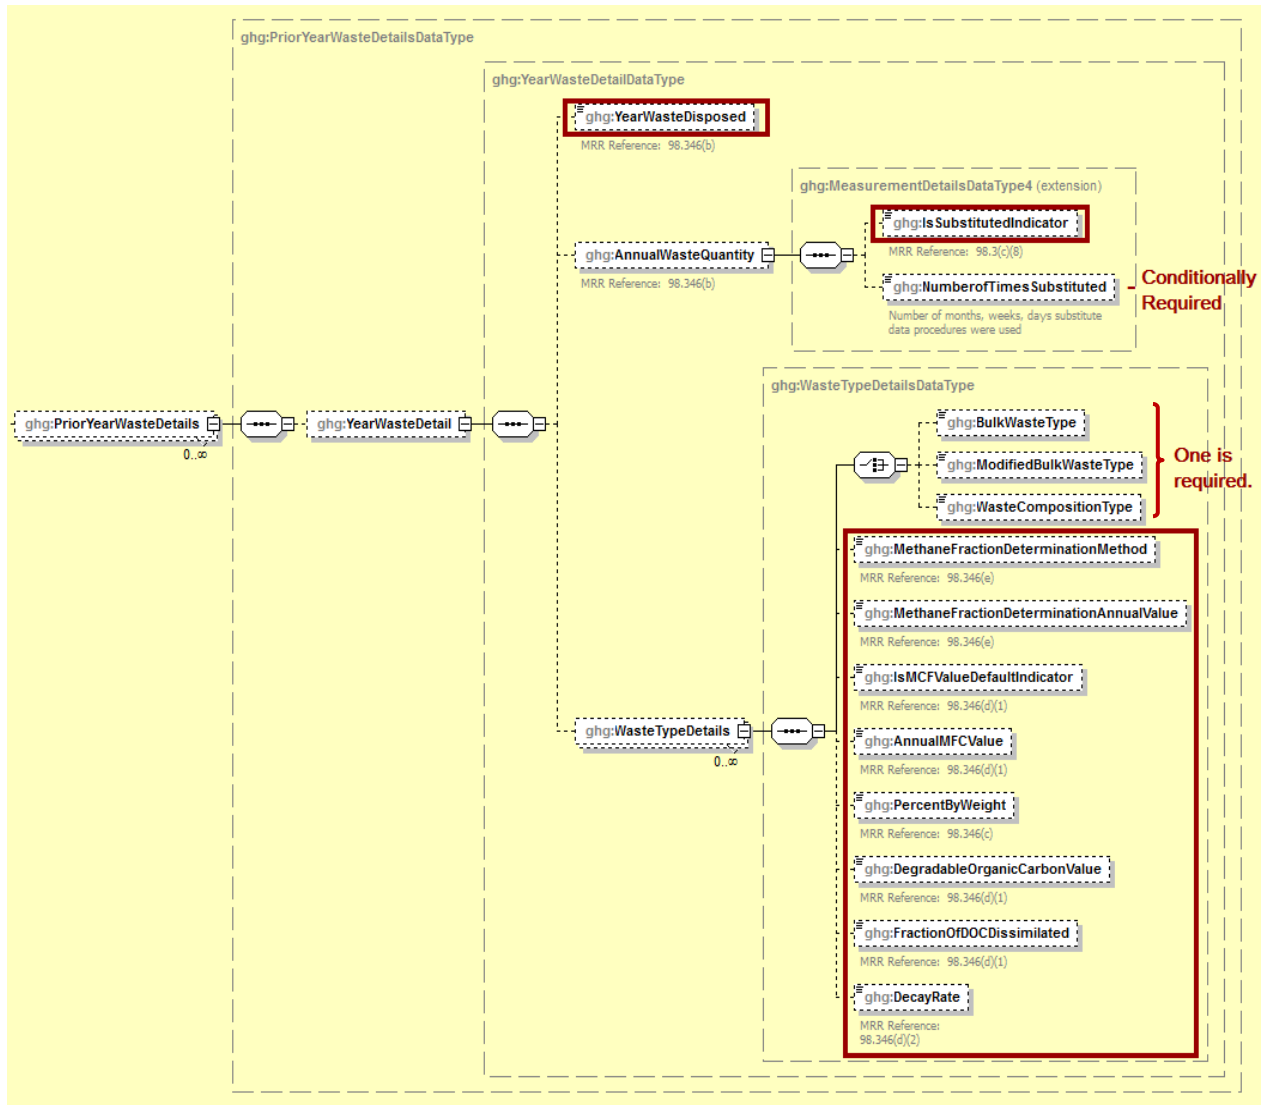 ghg:PriorYearWasteDetailsDataType
ghg:YearWasteDetailDataType
ghg:YearWasteDisposed
MRR Reference: 98.346(b)
ghg:MeasurementDetailsDataType4 (extension)
ghg:IsSubstitutedIndicator
MRR Reference: 98.3(c)(8)
ghg:AnnualWasteQuantity
MRR Reference: 98.346(b)
ghg:NumberofTimesSubstituted
Number of months, weeks, days substitute
data procedures were used
- Conditionally
Required
ghg:WasteTypeDetailsDataType
ghg:PriorYearWasteDetails
0..∞
ghg:YearWasteDetail
ghg:BulkWasteType
ghg:ModifiedBulkWasteType
ghg:WasteCompositionType
One is
required.
ghg:MethaneFractionDeterminationMethod
MRR Reference: 98.346(e)
ghg:MethaneFractionDeterminationAnnualValue
MRR Reference: 98.346(e)
ghg:IsMCFValueDefaultIndicator
MRR Reference: 98.346(d)(1)
ghg:WasteTypeDetails
0..∞
ghg:AnnualMFCValue
MRR Reference: 98.346(d)(1)
ghg:PercentByWeight
MRR Reference: 98.346(c)
ghg:DegradableOrganicCarbonValue
MRR Reference: 98.346(d)(1)
ghg:FractionOfDOCDissimilated
MRR Reference: 98.346(d)(1)
ghg:DecayRate
MRR Reference:
98.346(d)(2)